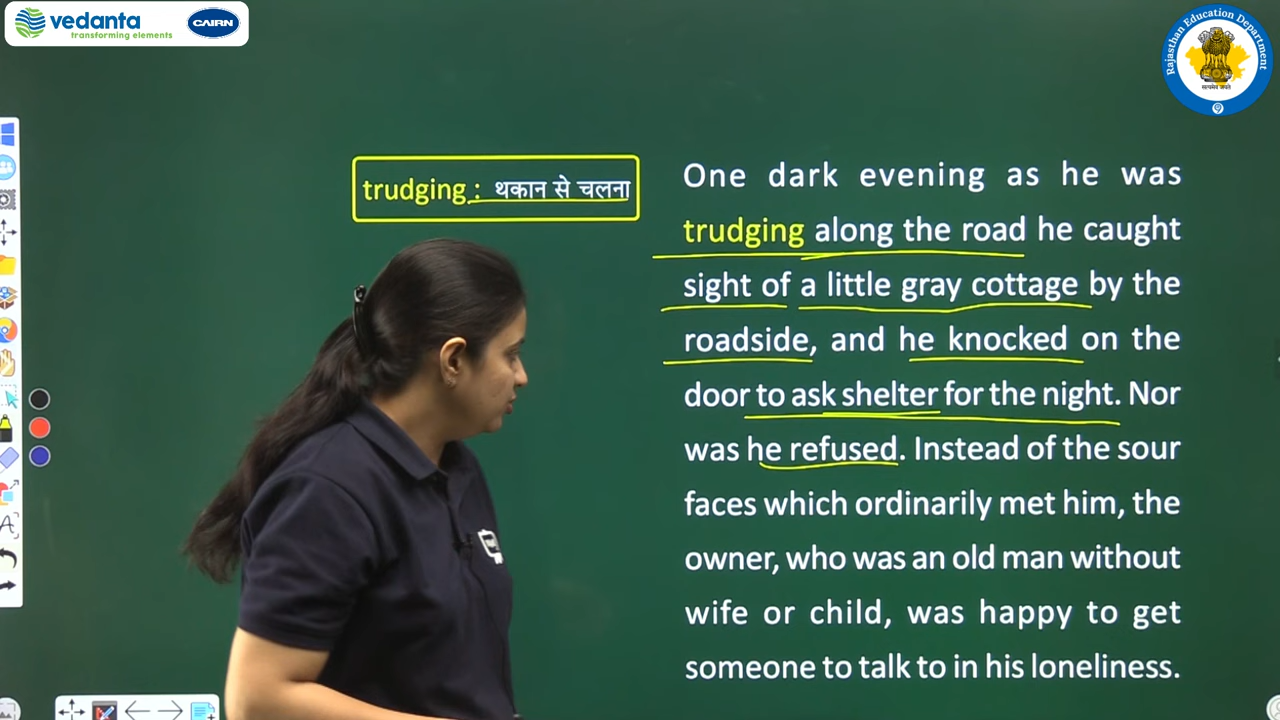 vedanta
transforming elements
CAIRN
Rajasthan Education Department
सत्यमेव जयते
trudging : थकान से चलना
One dark evening as he was
trudging along the road he caught
sight of a little gray cottage by the
roadside, and he knocked on the
door to ask shelter for the night. Nor
was he refused. Instead of the sour
faces which ordinarily met him, the
owner, who was an old man without
wife or child, was happy to get
someone to talk to in his loneliness.
A